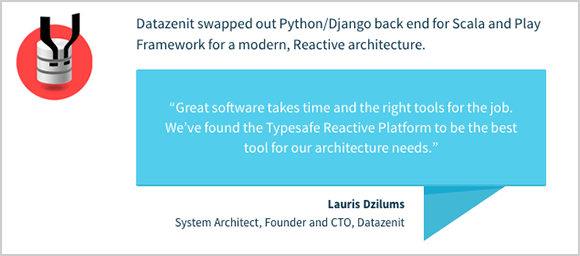 Datazenit swapped out Python/Django back end for Scala and Play
Framework for a modern, Reactive architecture.
“Great software takes time and the right tools for the job.
We’ve found the Typesafe Reactive Platform to be the best
tool for our architecture needs.”
Lauris Dzilums
System Architect, Founder and CTO, Datazenit